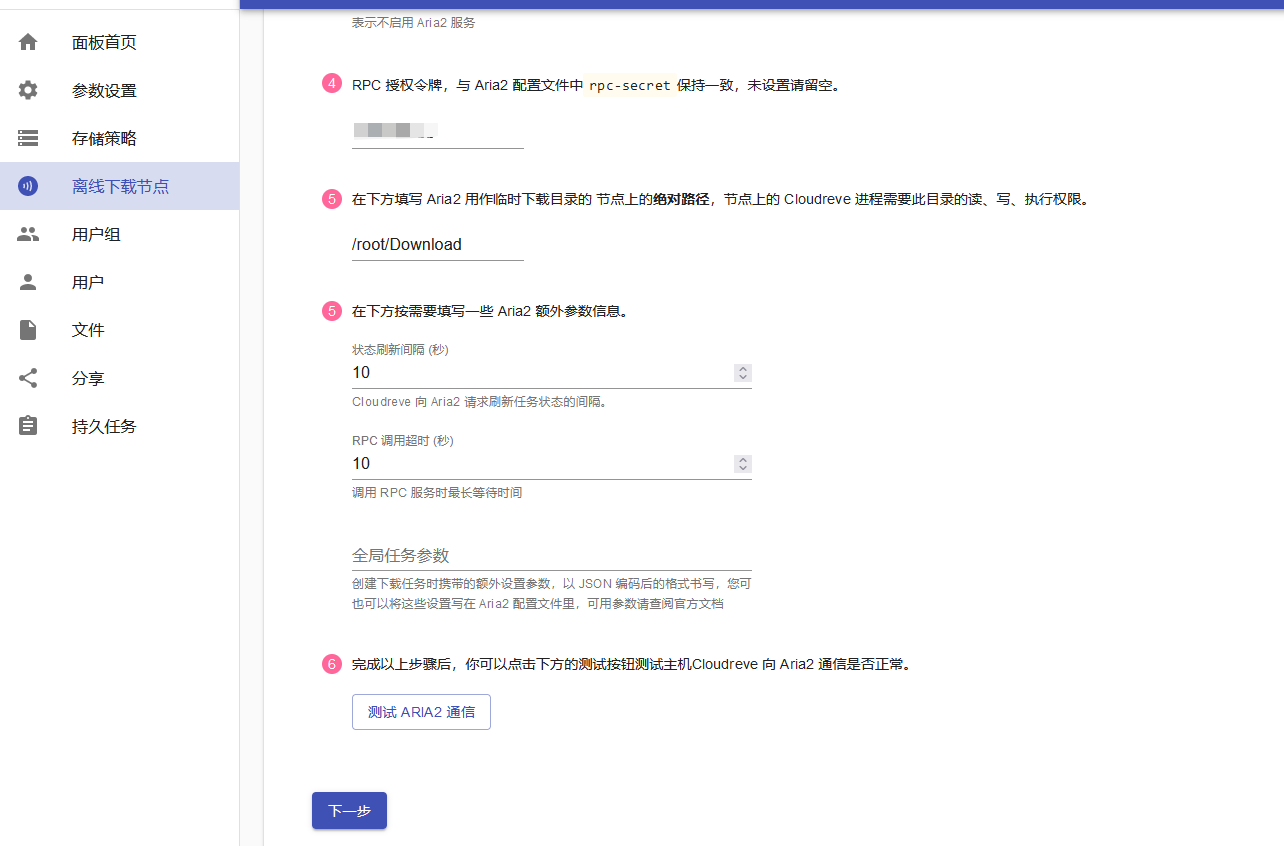 面板首页
参数设置
存储策略
离线下载节点
用户组
用户
文件
分享
持久任务
表示不启用 Aria2 服务
4 RPC 授权令牌，与 Aria2 配置文件中 rpc-secret 保持一致，未设置请留空。
5 在下方填写 Aria2 用作临时下载目录的 节点上的绝对路径，节点上的 Cloudreve 进程需要此目录的读、写、执行权限。
/root/Download
5 在下方按需要填写一些 Aria2 额外参数信息。
状态刷新间隔 (秒)
10
Cloudreve 向 Aria2 请求刷新任务状态的间隔。
RPC 调用超时 (秒)
10
调用 RPC 服务时最长等待时间
全局任务参数
创建下载任务时携带的额外设置参数，以 JSON 编码后的格式书写，您可
也可以将这些设置写在 Aria2 配置文件里，可用参数请查阅官方文档
6 完成以上步骤后，你可以点击下方的测试按钮测试主机Cloudreve 向 Aria2 通信是否正常。
测试 ARIA2 通信
下一步